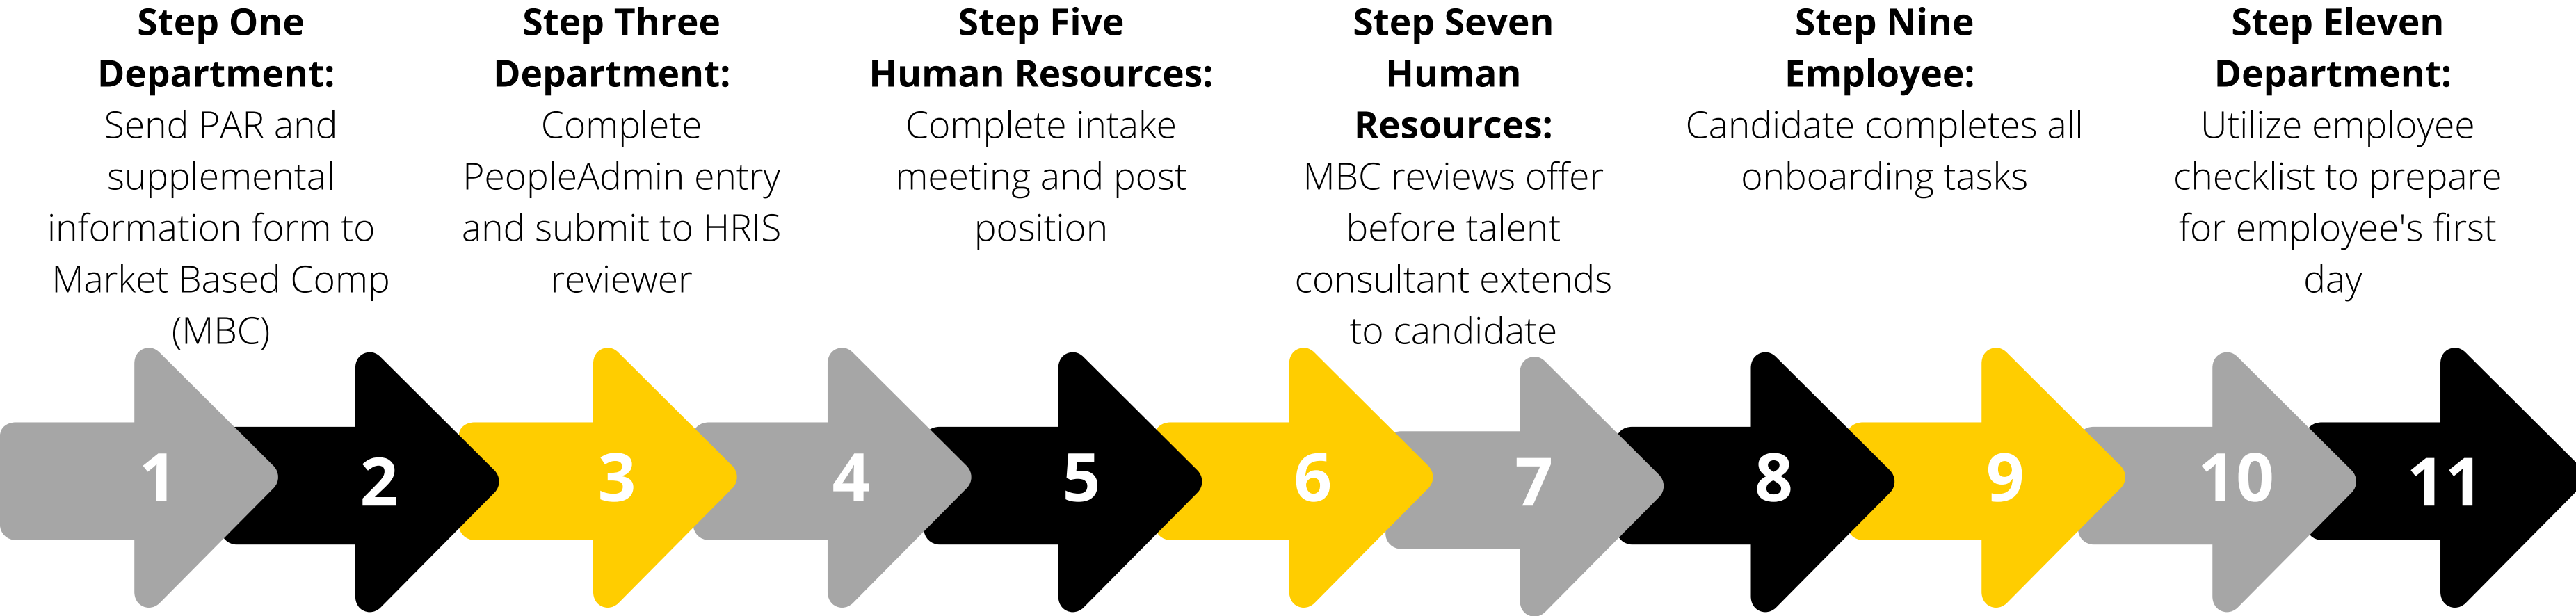 Step One
Department:
Send PAR and
supplemental
information form to
Market Based Comp
(MBC)
Step Three
Department:
Complete
PeopleAdmin entry
and submit to HRIS
reviewer
Step Five
Human Resources:
Complete intake
meeting and post
position
Step Seven
Human
Resources:
MBC reviews offer
before talent
consultant extends
to candidate
Step Nine
Employee:
Candidate completes all
onboarding tasks
Step Eleven
Department:
Utilize employee
checklist to prepare
for employee's first
day
1
2
3
4
5
6
7
8
9
10
11